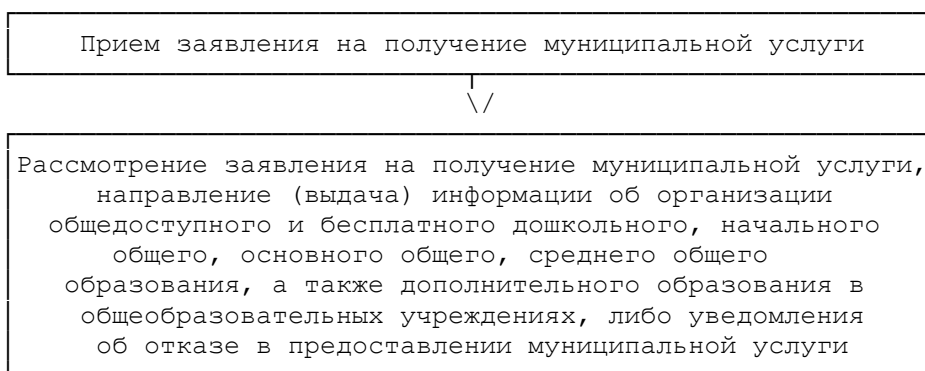 Прием заявления на получение муниципальной услуги
Рассмотрение заявления на получение муниципальной услуги,
направление (выдача) информации об организации
общедоступного и бесплатного дошкольного, начального
общего, основного общего, среднего общего
образования, а также дополнительного образования в
общеобразовательных учреждениях, либо уведомления
об отказе в предоставлении муниципальной услуги